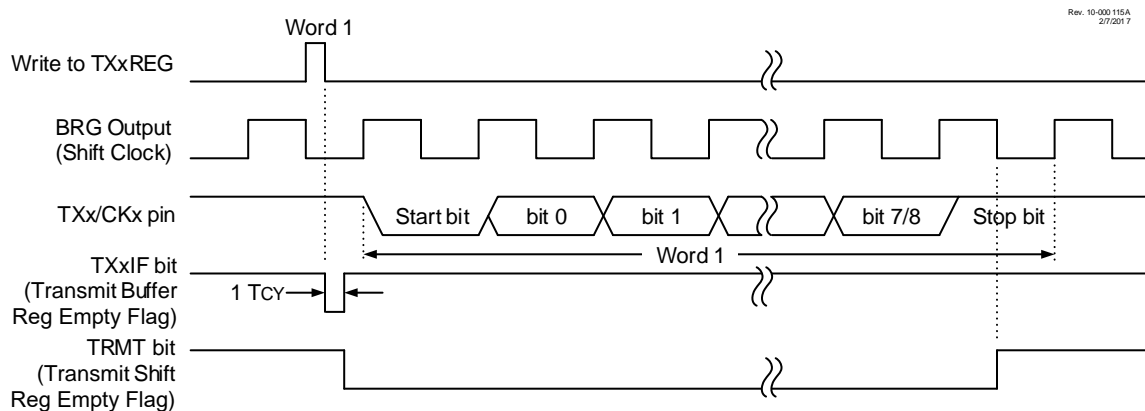 Rev. 10-000 115A
2/7/201 7
Word 1
Write to TXxREG
BRG Output
(Shift Clock)
TXx/CKx pin
Start bit
bit 0
bit 1
bit 7/8
Stop bit
Word 1
TXxIF bit
(Transmit Buffer
Reg Empty Flag)
1 TCY
TRMT bit
(Transmit Shift
Reg Empty Flag)